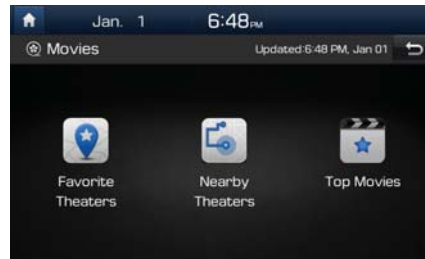 Jan. 1 6:48PM
Movies Updated:6:48 PM, Jan 01
Favorite Theaters
Nearby Theaters
Top Movies